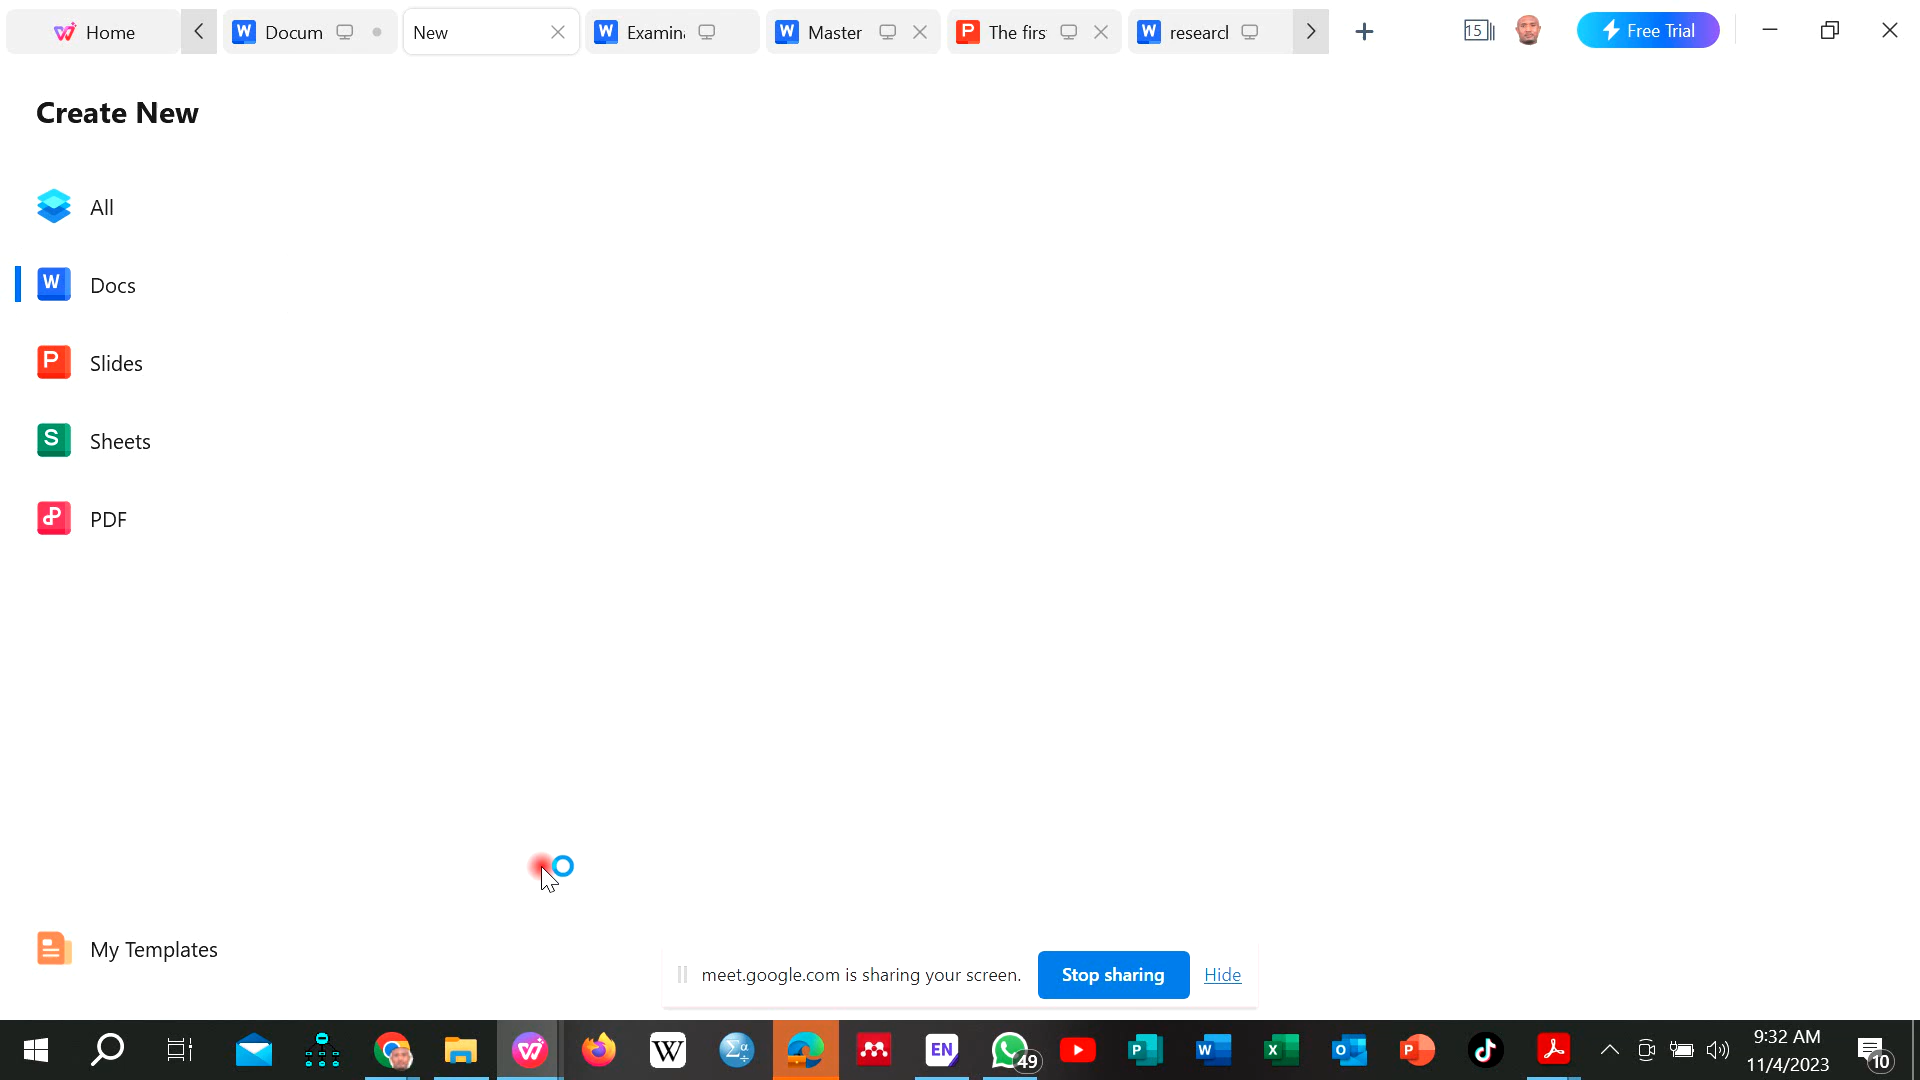 Home
Docum
New
Examin
Master
The firs
research
15
Free Trial
Create New
All
Docs
Slides
Sheets
PDF
My Templates
meet.google.com is sharing your screen.
Stop sharing
Hide
EN
49
9:32 AM
11/4/2023
10